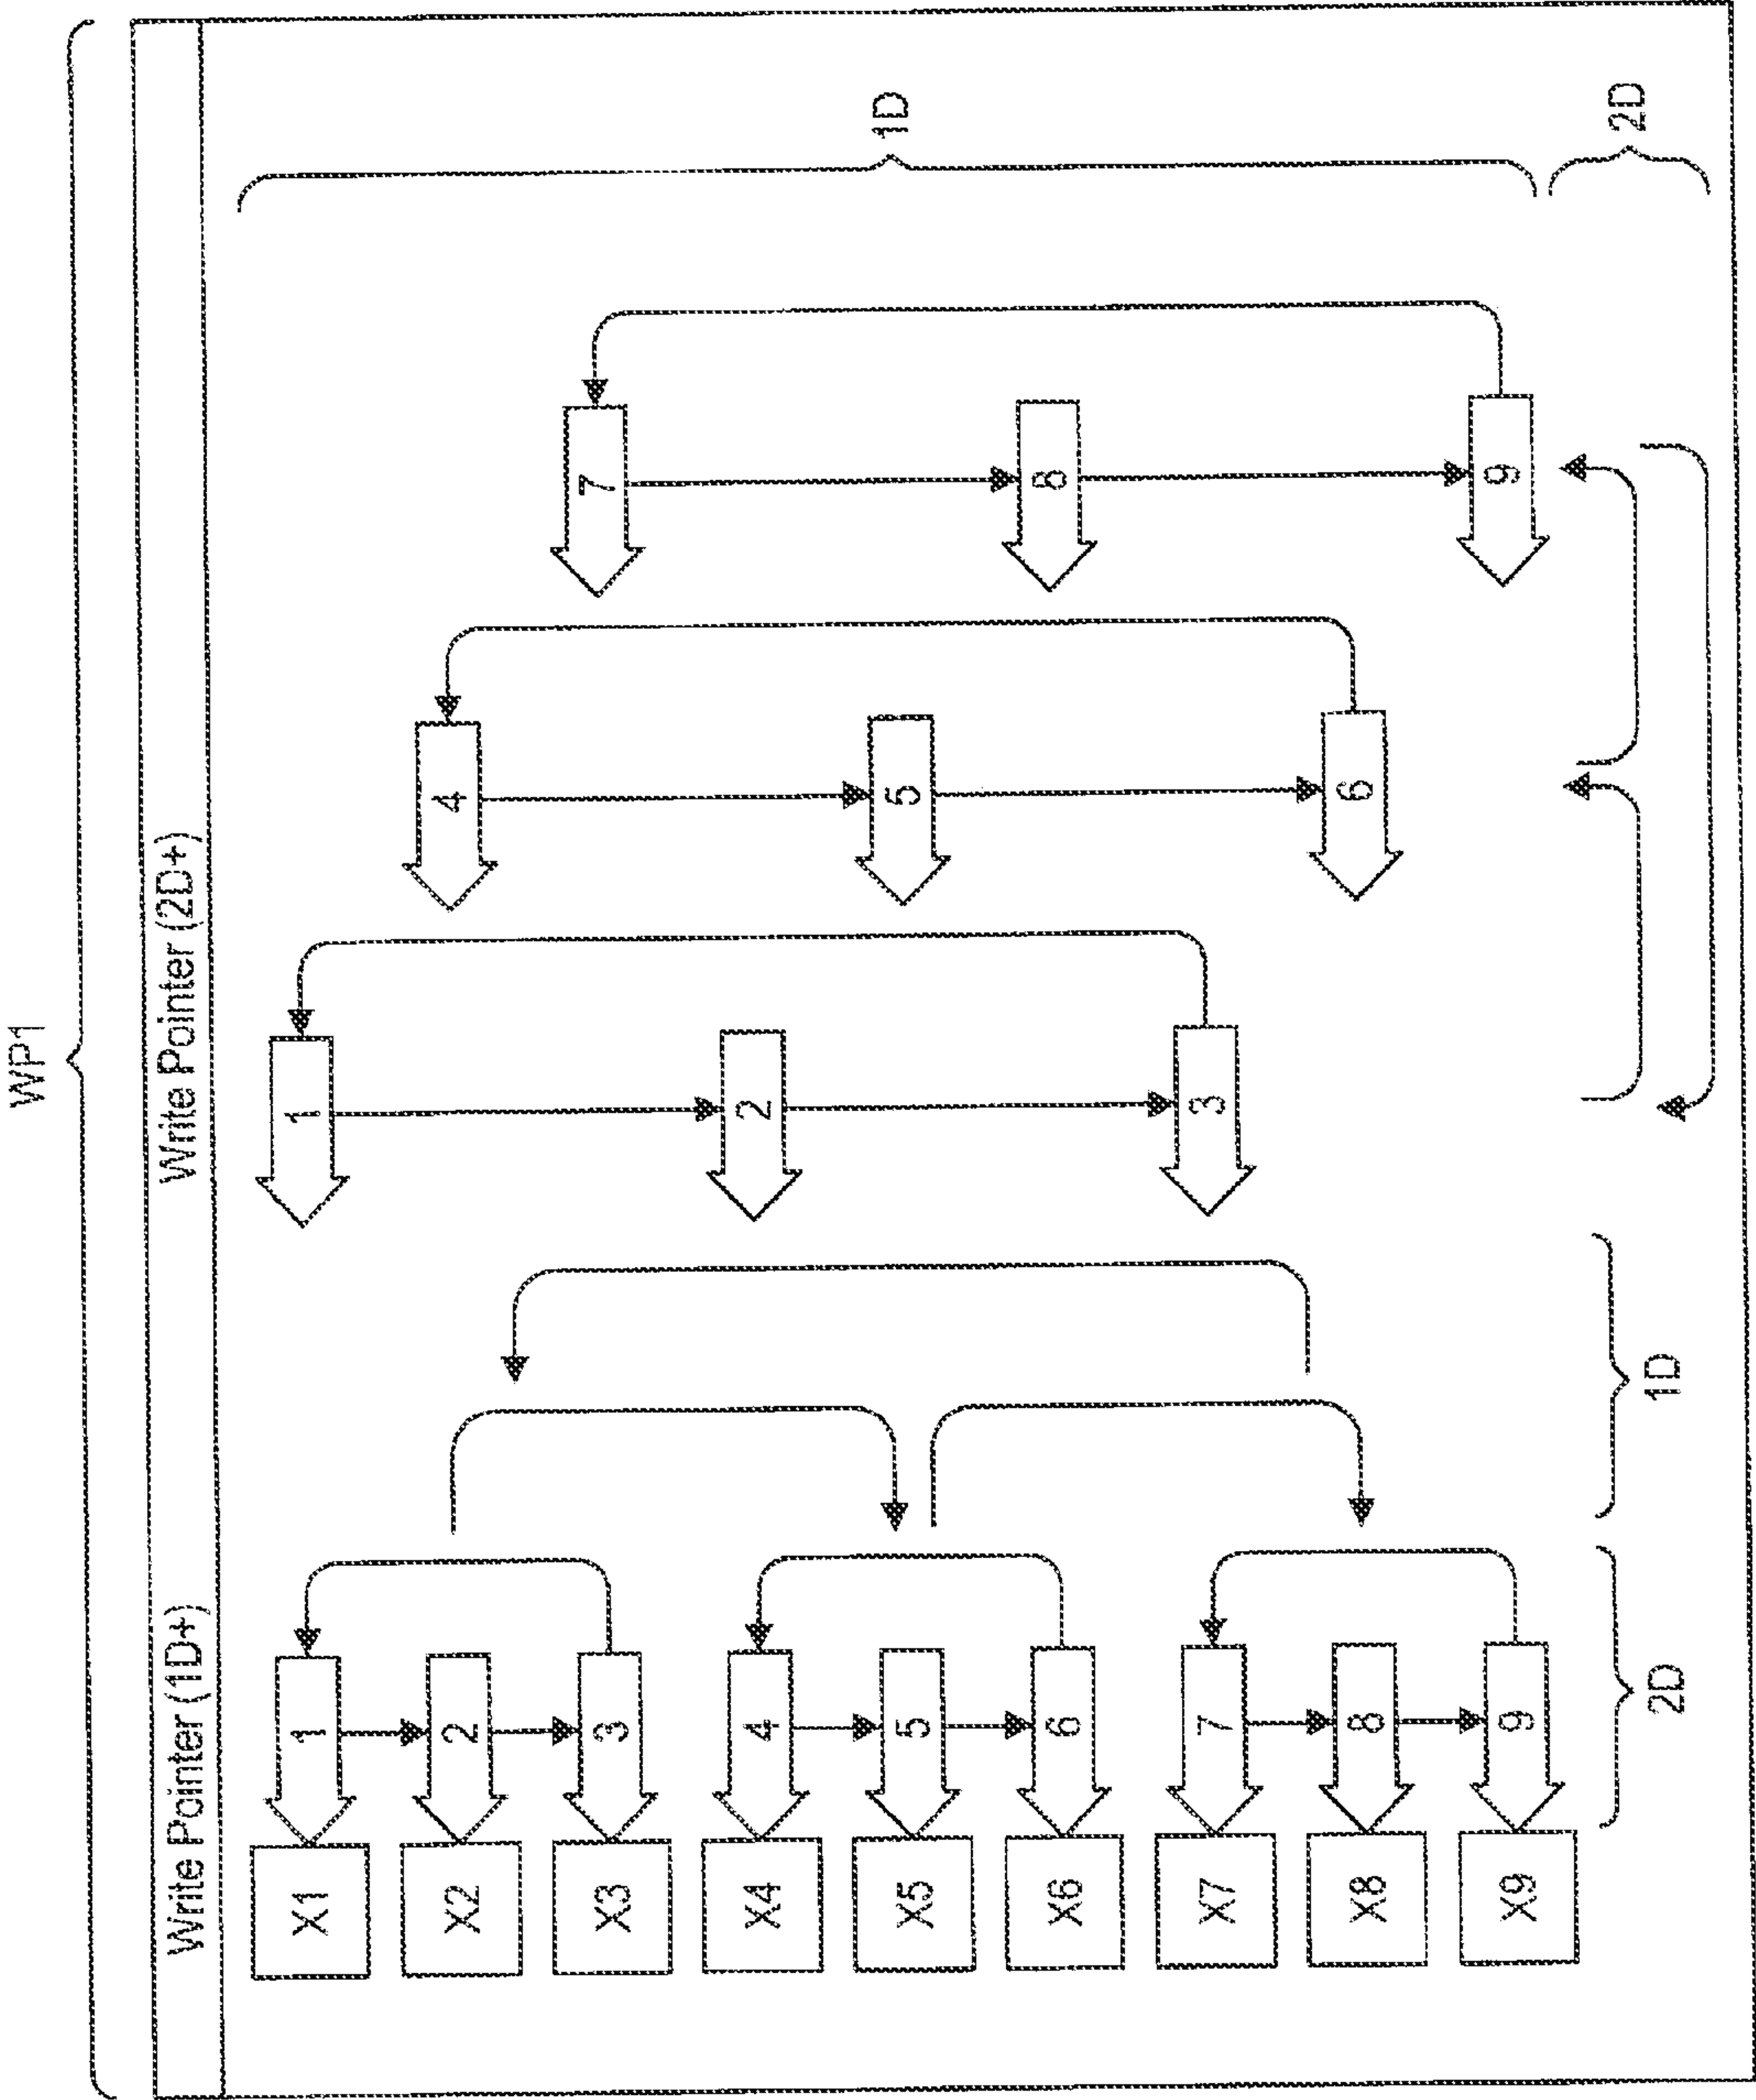 WP1
Write Pointer (1D+) Write Pointer (2D+)
X1 1 1
X2 2 4
X3 3 7
X4 4 2
X5 5 5 1D
X6 6 8
X7 7 3
X8 8 6
X9 9 9
2D 1D 2D